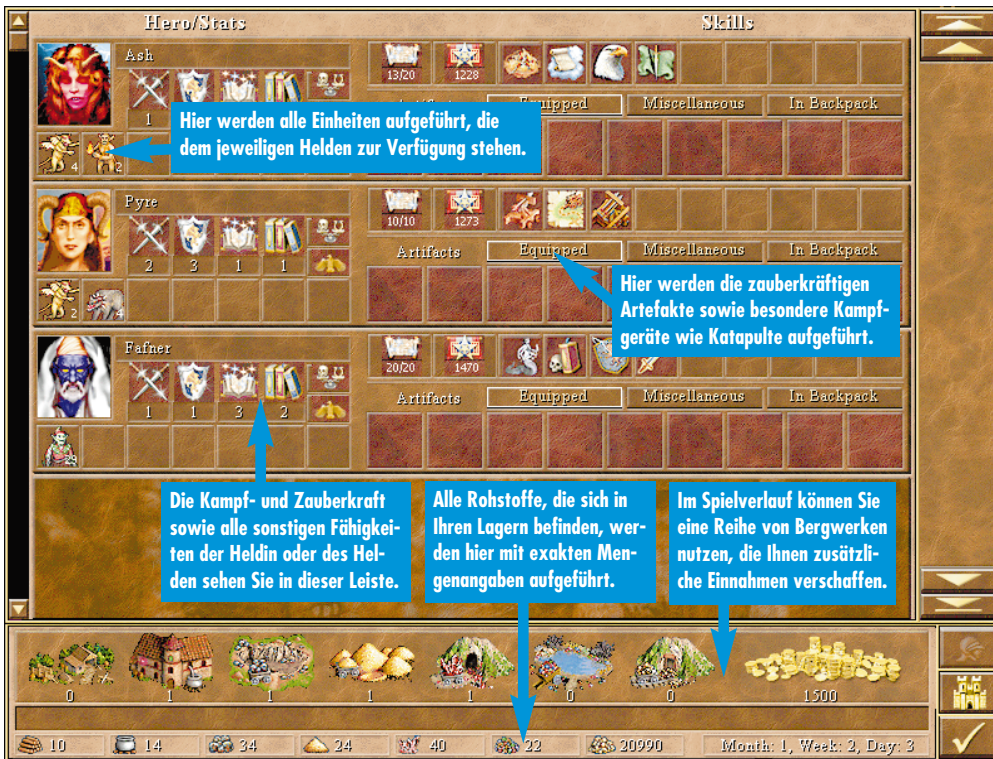 Hero/Stats
Skills
Ash
13/20
1228
1
Equipped
Miscellaneous
In Backpack
Hier werden alle Einheiten aufgeführt, die
dem jeweiligen Helden zur Verfügung stehen.
4
2
Pyre
10/10
1273
2
3
1
1
Artifacts
Equipped
Miscellaneous
In Backpack
2
4
Hier werden die zauberkräftigen
Artefakte sowie besondere Kampf-
geräte wie Katapulte aufgeführt.
Fafner
20/20
1470
1
1
3
2
Artifacts
Equipped
Miscellaneous
In Backpack
29
Die Kampf- und Zauberkraft
sowie alle sonstigen Fähigkei-
ten der Heldin oder des Hel-
den sehen Sie in dieser Leiste.
Alle Rohstoffe, die sich in
Ihren Lagern befinden, wer-
den hier mit exakten Men-
genangaben aufgeführt.
Im Spielverlauf können Sie
eine Reihe von Bergwerken
nutzen, die Ihnen zusätzli-
che Einnahmen verschaffen.
0
1
1
1
1
0
0
1500
10
14
34
24
40
22
20990
Month: 1, Week: 2, Day: 3